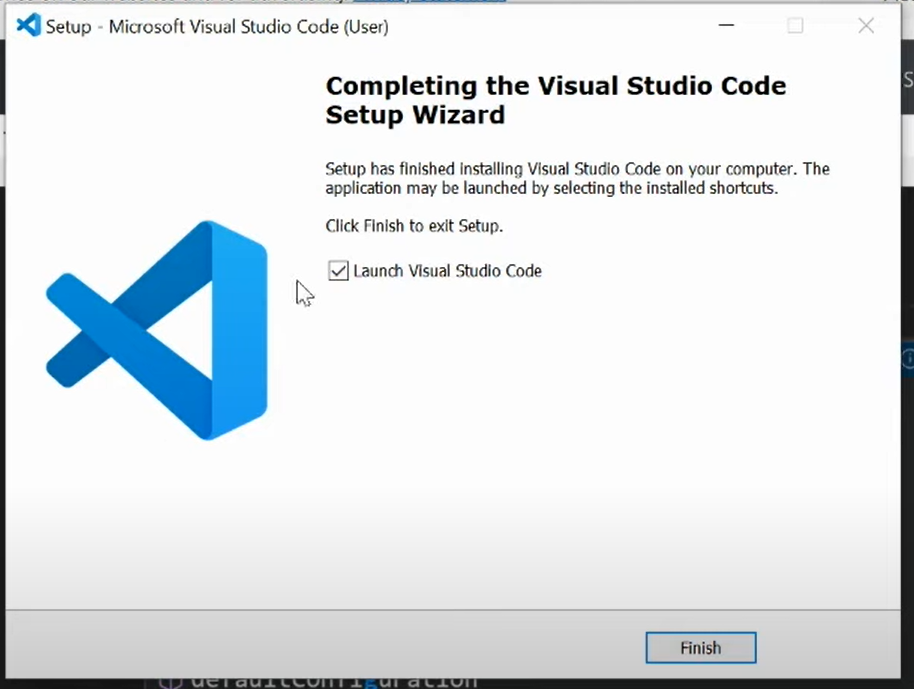 Setup - Microsoft Visual Studio Code (User)
Completing the Visual Studio Code
Setup Wizard
Setup has finished installing Visual Studio Code on your computer. The
application may be launched by selecting the installed shortcuts.
Click Finish to exit Setup.
Launch Visual Studio Code
Finish
defaultConfiguration